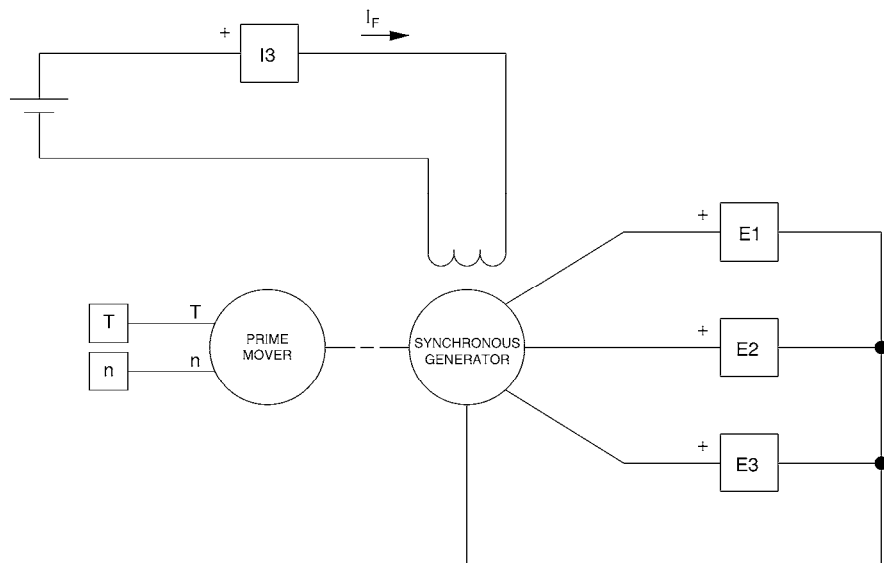 I_F
+ I3
+ E1
T T
PRIME
MOVER
SYNCHRONOUS
GENERATOR
+ E2
n n
+ E3